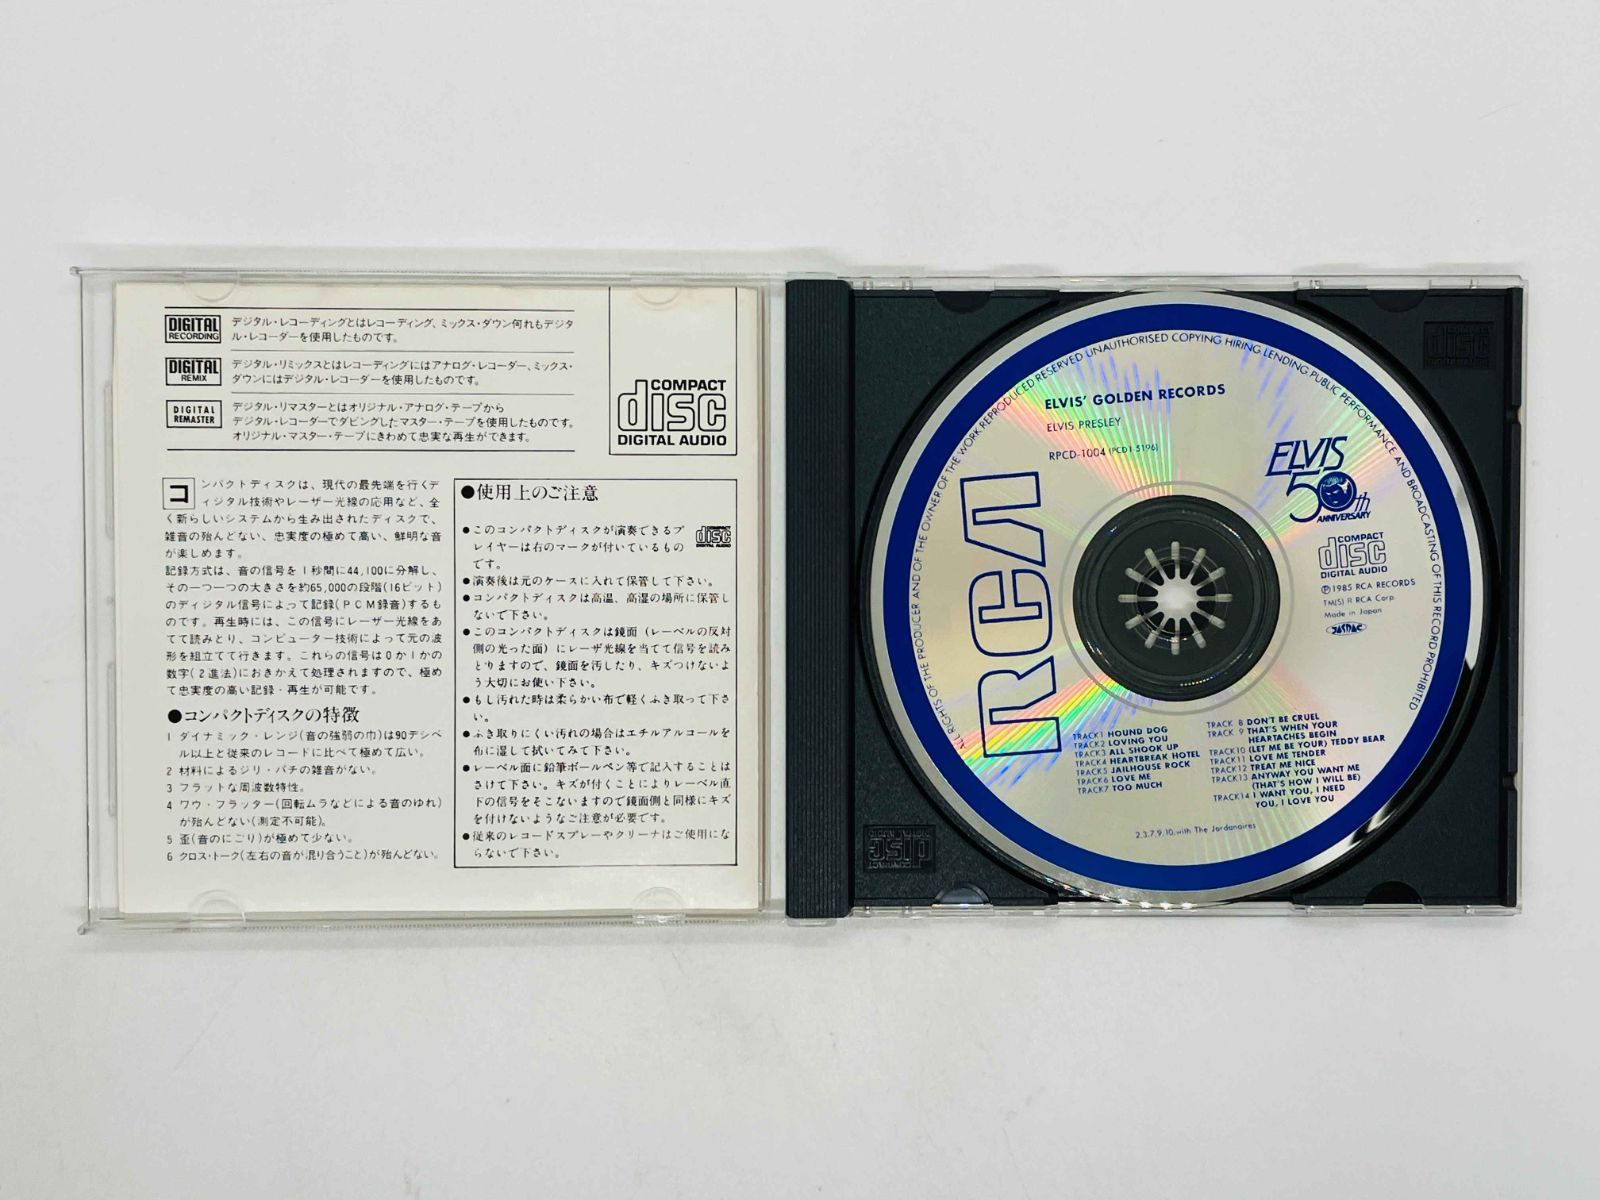 DIGITAL
RECORDING
デジタル・レコーディングとはレコーディング、ミックス・ダウン何れもデジタ
ル・レコーダーを使用したものです。
DIGITAL
REMIX
デジタル・リミックスとはレコーディングにはアナログ・レコーダー、ミックス・
ダウンにはデジタル・レコーダーを使用したものです。
DIGITAL
REMASTER
デジタル・リマスターとはオリジナル・アナログ・テープから
デジタル・レコーダーでダビングしたマスター・テープを使用したものです。
オリジナル・マスター・テープにきわめて忠実な再生ができます。
COMPACT
disc
DIGITAL AUDIO
コンパクトディスクは、現代の最先端を行くデ
ィジタル技術やレーザー光線の応用など、全
く新らしいシステムから生み出されたディスクで、
雑音の殆んどない、忠実度の極めて高い、鮮明な音
が楽しめます。
記録方式は、音の信号を1秒間に44,100に分解し、
その一つ一つの大きさを約65,000の段階(16ビット)
のディジタル信号によって記録(PCM録音)するも
のです。再生時には、この信号にレーザー光線をあ
てて読みとり、コンピューター技術によって元の波
形を組立てて行きます。これらの信号は0か1かの
数字(2進法)におきかえて処理されますので、極め
て忠実度の高い記録・再生が可能です。
●コンパクトディスクの特徴
1 ダイナミック・レンジ(音の強弱の巾)は90デシベ
ル以上と従来のレコードに比べて極めて広い。
2 材料によるジリ・パチの雑音がない。
3 フラットな周波数特性。
4 ワウ・フラッター(回転ムラなどによる音のゆれ)
が殆んどない(測定不可能)。
5 歪(音のにごり)が極めて少ない。
6 クロス・トーク(左右の音が混り合うこと)が殆んどない。
●使用上のご注意
●このコンパクトディスクが演奏できるプ
レイヤーは右のマークが付いているもの
です。
COMPACT
disc
DIGITAL AUDIO
●演奏後は元のケースに入れて保管して下さい。
●コンパクトディスクは高温、高湿の場所に保管し
ないで下さい。
●このコンパクトディスクは鏡面(レーベルの反対
側の光った面)にレーザ光線を当てて信号を読み
とりますので、鏡面を汚したり、キズつけないよ
う大切にお使い下さい。
●もし汚れた時は柔らかい布で軽くふき取って下さ
い。
●ふき取りにくい汚れの場合はエチルアルコールを
布に湿して拭いてみて下さい。
●レーベル面に鉛筆ボールペン等で記入することは
さけて下さい。キズが付くことによりレーベル直
下の信号をそこないますので鏡面側と同様にキズ
を付けないようなご注意が必要です。
●従来のレコードスプレーやクリーナはご使用にな
らないで下さい。
ALL RIGHTS OF THE PRODUCER AND OF THE OWNER OF THE WORK REPRODUCED RESERVED UNAUTHORISED COPYING HIRING LENDING PUBLIC PERFORMANCE AND BROADCASTING OF THIS RECORD PROHIBITED
ELVIS' GOLDEN RECORDS
ELVIS PRESLEY
RPCD-1004 (PCD1-5196)
RCA
ELVIS
50th
ANNIVERSARY
COMPACT
disc
DIGITAL AUDIO
Ⓟ1985 RCA RECORDS
TM(S) R RCA Corp.
Made in Japan
JASRAC
TRACK1 HOUND DOG
TRACK2 LOVING YOU
TRACK3 ALL SHOOK UP
TRACK4 HEARTBREAK HOTEL
TRACK5 JAILHOUSE ROCK
TRACK6 LOVE ME
TRACK7 TOO MUCH
TRACK 8 DON'T BE CRUEL
TRACK 9 THAT'S WHEN YOUR
HEARTACHES BEGIN
TRACK10 (LET ME BE YOUR) TEDDY BEAR
TRACK11 LOVE ME TENDER
TRACK12 TREAT ME NICE
TRACK13 ANYWAY YOU WANT ME
(THAT'S HOW I WILL BE)
TRACK14 I WANT YOU, I NEED
YOU, I LOVE YOU
2,3,7,9,10, with The Jordanaires
COMPACT
disc
DIGITAL AUDIO
COMPACT
disc
DIGITAL AUDIO